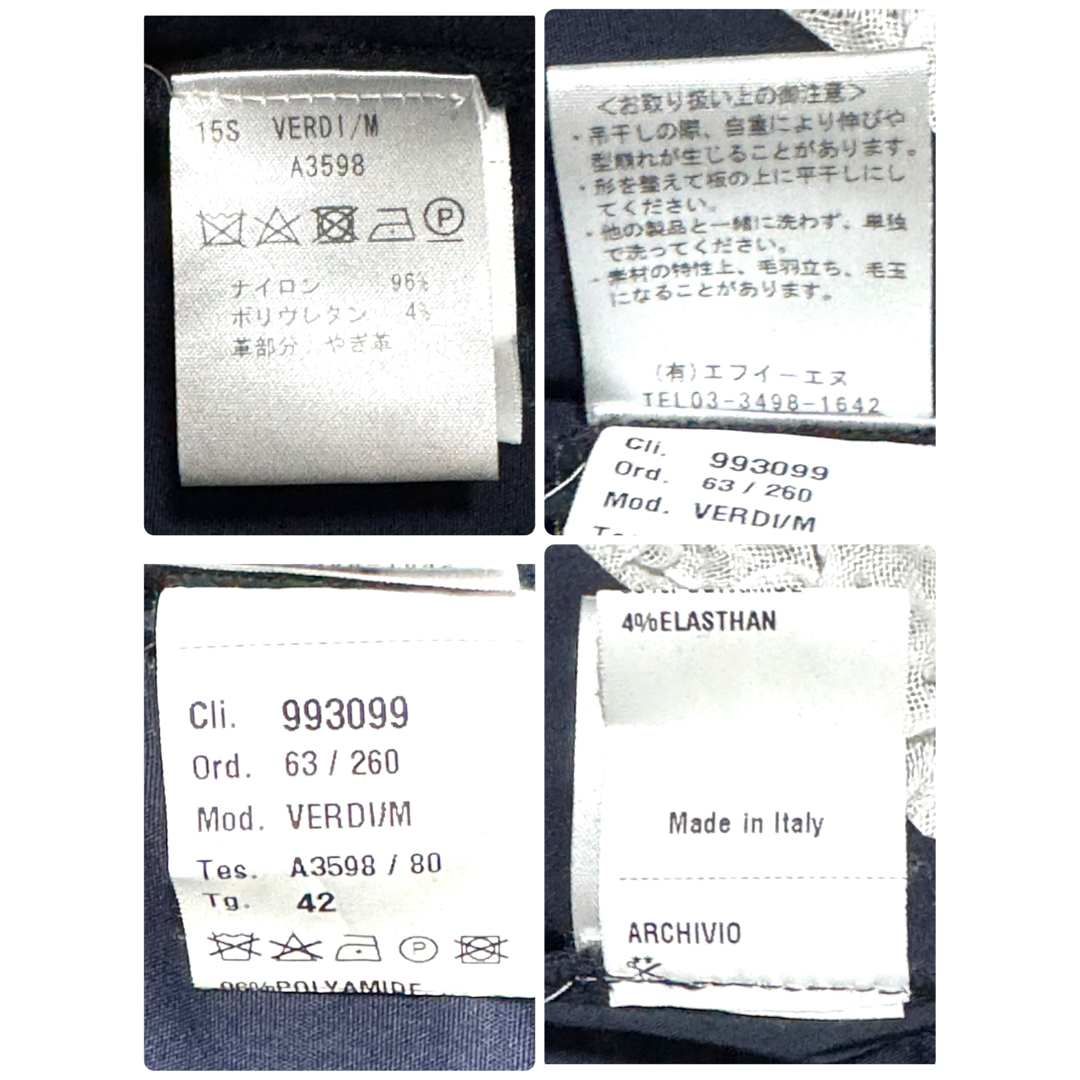 15S VERDI/M
A3598
P
ナイロン 96%
ポリウレタン 4%
革部分 やぎ革
＜お取り扱い上の御注意＞
・吊干しの際、自重により伸びや
型崩れが生じることがあります。
・形を整えて板の上に平干しにし
てください。
・他の製品と一緒に洗わず、単独
で洗ってください。
・素材の特性上、毛羽立ち、毛玉
になることがあります。
(有)エフイーエヌ
TEL03-3498-1642
Cli. 993099
Ord. 63 / 260
Mod. VERDI/M
Cli. 993099
Ord. 63 / 260
Mod. VERDI/M
Tes. A3598 / 80
Tg. 42
P
96%POLYAMIDE
4%ELASTHAN
Made in Italy
ARCHIVIO